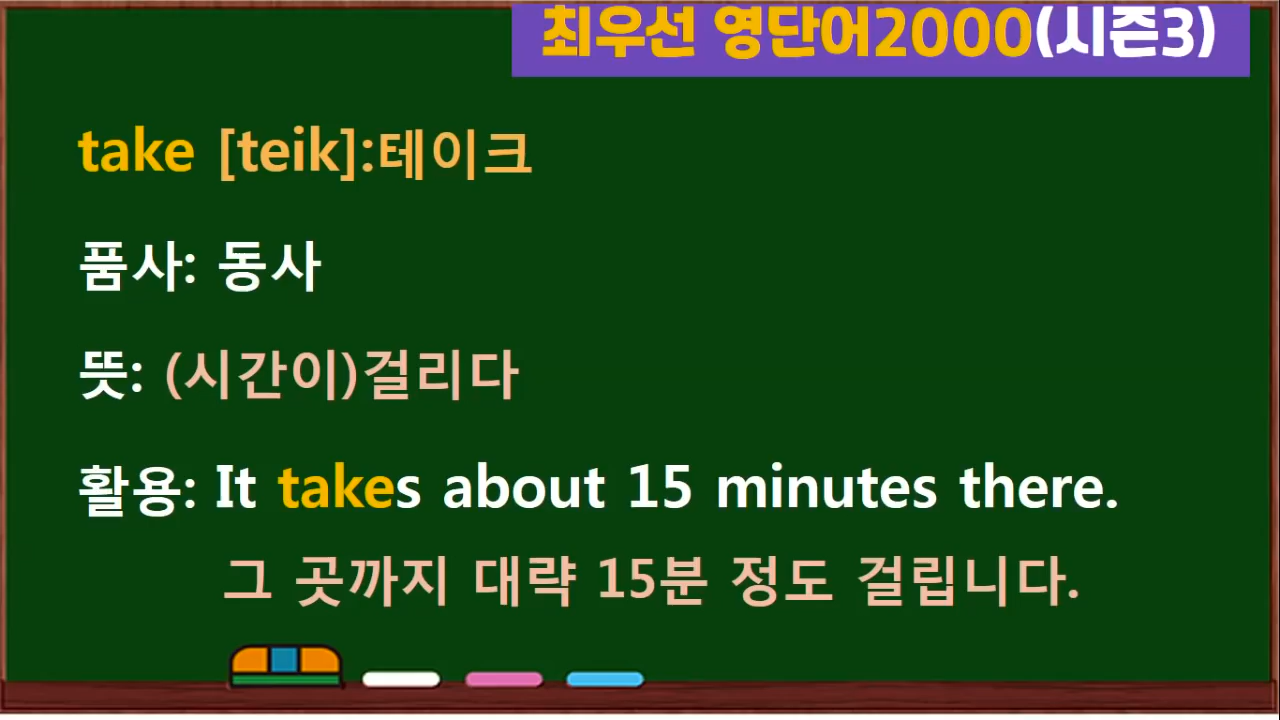 최우선 영단어2000(시즌3)
take [teik]:테이크
품사: 동사
뜻: (시간이)걸리다
활용: It takes about 15 minutes there.
그 곳까지 대략 15분 정도 걸립니다.